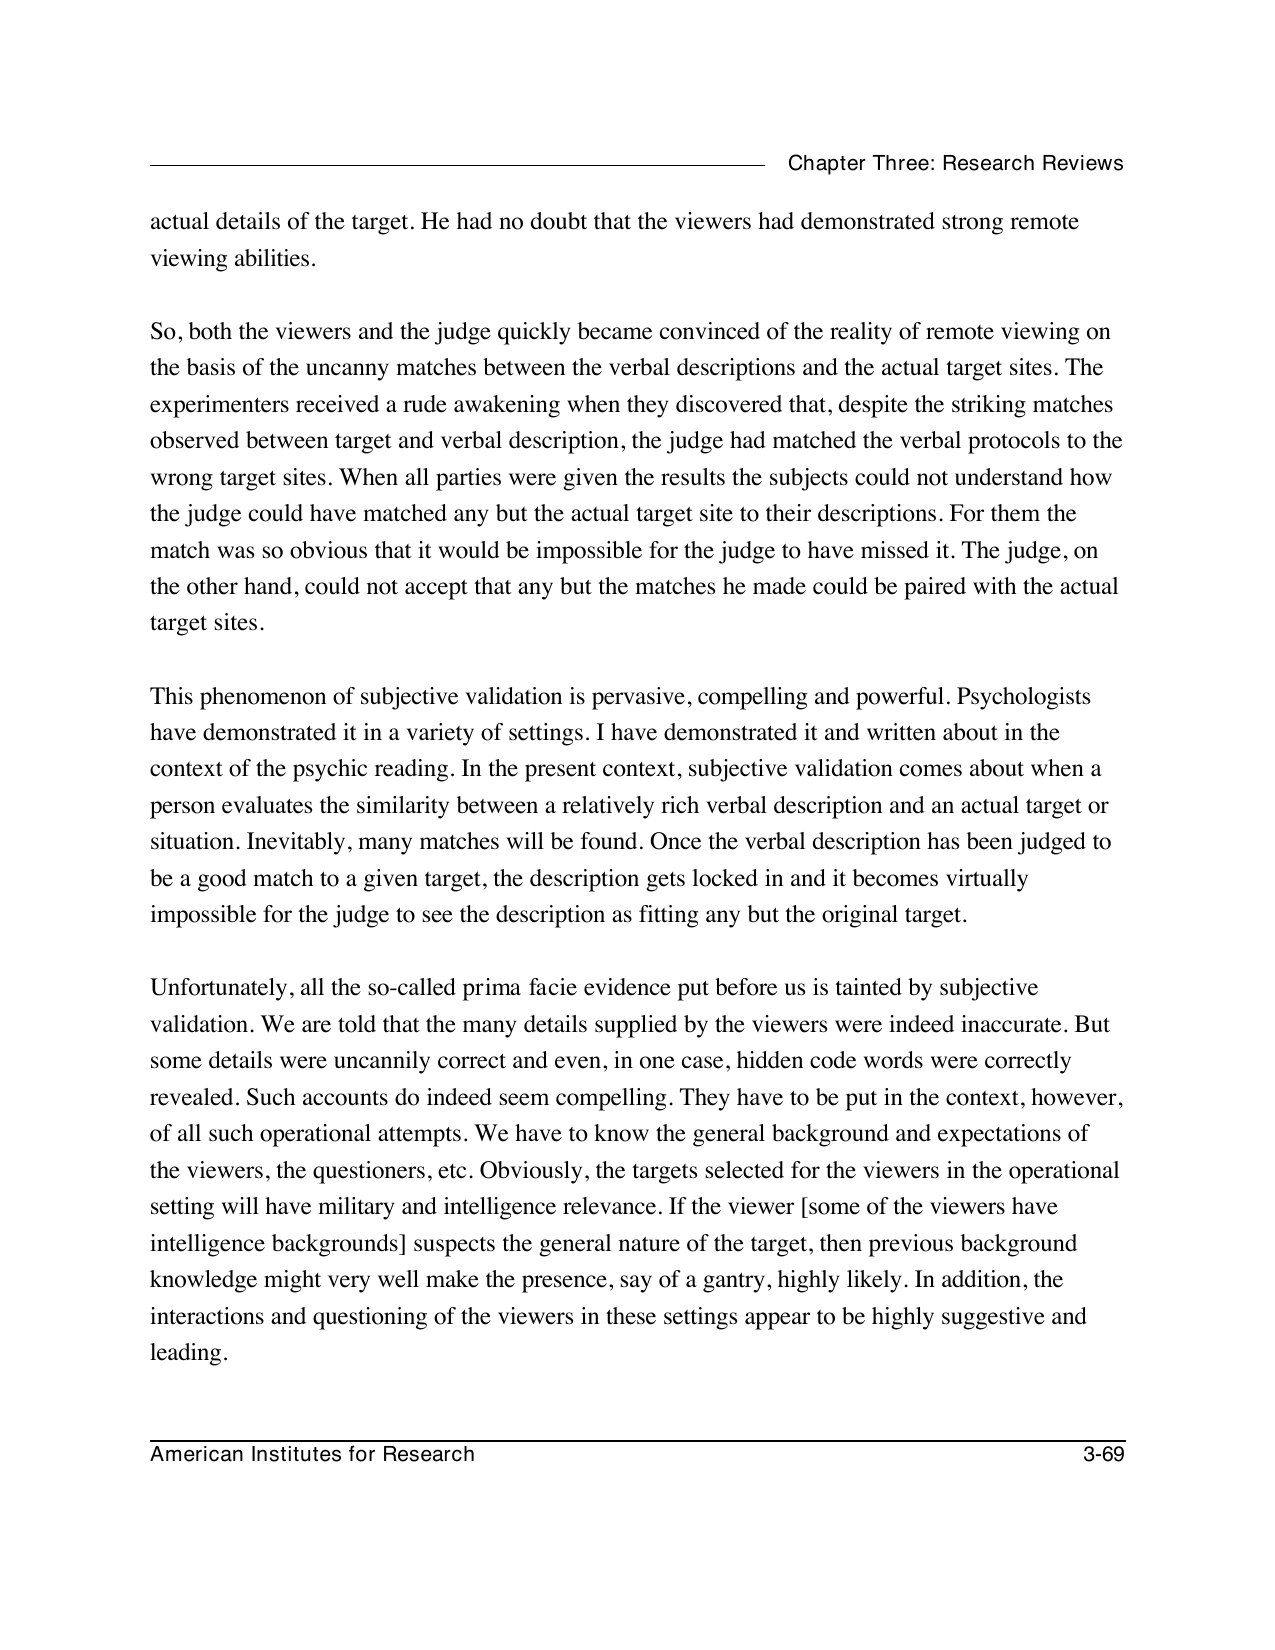 Chapter Three: Research Reviews
actual details of the target. He had no doubt that the viewers had demonstrated strong remote
viewing abilities.
So, both the viewers and the judge quickly became convinced of the reality of remote viewing on
the basis of the uncanny matches between the verbal descriptions and the actual target sites. The
experimenters received a rude awakening when they discovered that, despite the striking matches
observed between target and verbal description, the judge had matched the verbal protocols to the
wrong target sites. When all parties were given the results the subjects could not understand how
the judge could have matched any but the actual target site to their descriptions. For them the
match was so obvious that it would be impossible for the judge to have missed it. The judge, on
the other hand, could not accept that any but the matches he made could be paired with the actual
target sites.
This phenomenon of subjective validation is pervasive, compelling and powerful. Psychologists
have demonstrated it in a variety of settings. I have demonstrated it and written about in the
context of the psychic reading. In the present context, subjective validation comes about when a
person evaluates the similarity between a relatively rich verbal description and an actual target or
situation. Inevitably, many matches will be found. Once the verbal description has been judged to
be a good match to a given target, the description gets locked in and it becomes virtually
impossible for the judge to see the description as fitting any but the original target.
Unfortunately, all the so-called prima facie evidence put before us is tainted by subjective
validation. We are told that the many details supplied by the viewers were indeed inaccurate. But
some details were uncannily correct and even, in one case, hidden code words were correctly
revealed. Such accounts do indeed seem compelling. They have to be put in the context, however,
of all such operational attempts. We have to know the general background and expectations of
the viewers, the questioners, etc. Obviously, the targets selected for the viewers in the operational
setting will have military and intelligence relevance. If the viewer [some of the viewers have
intelligence backgrounds] suspects the general nature of the target, then previous background
knowledge might very well make the presence, say of a gantry, highly likely. In addition, the
interactions and questioning of the viewers in these settings appear to be highly suggestive and
leading.
American Institutes for Research 3-69